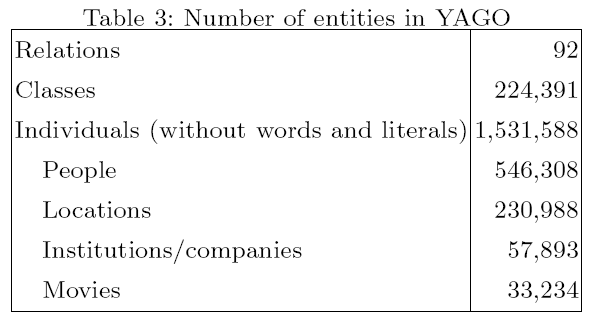 Table 3: Number of entities in YAGO
Relations 92
Classes 224,391
Individuals (without words and literals) 1,531,588
People 546,308
Locations 230,988
Institutions/companies 57,893
Movies 33,234